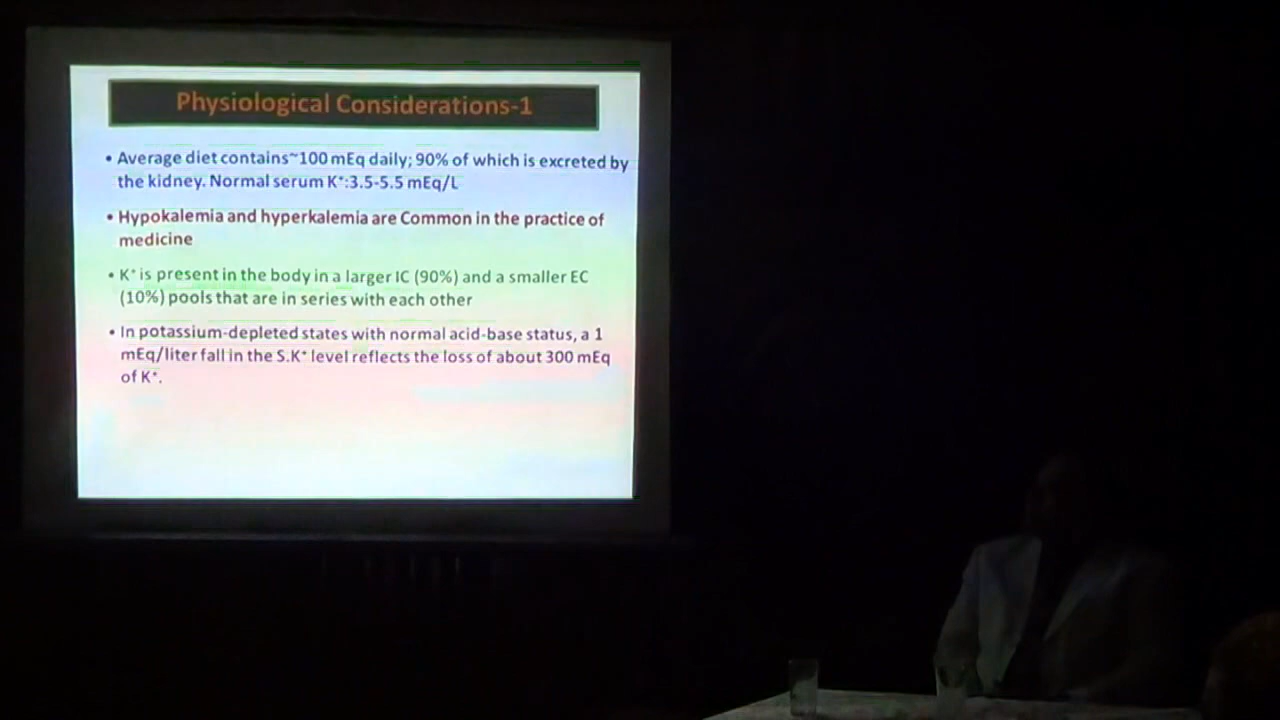 Physiological Considerations-1
• Average diet contains~100 mEq daily; 90% of which is excreted by
the kidney. Normal serum K⁺:3.5-5.5 mEq/L
• Hypokalemia and hyperkalemia are Common in the practice of
medicine
• K⁺ is present in the body in a larger IC (90%) and a smaller EC
(10%) pools that are in series with each other
• In potassium-depleted states with normal acid-base status, a 1
mEq/liter fall in the S.K⁺ level reflects the loss of about 300 mEq
of K⁺.